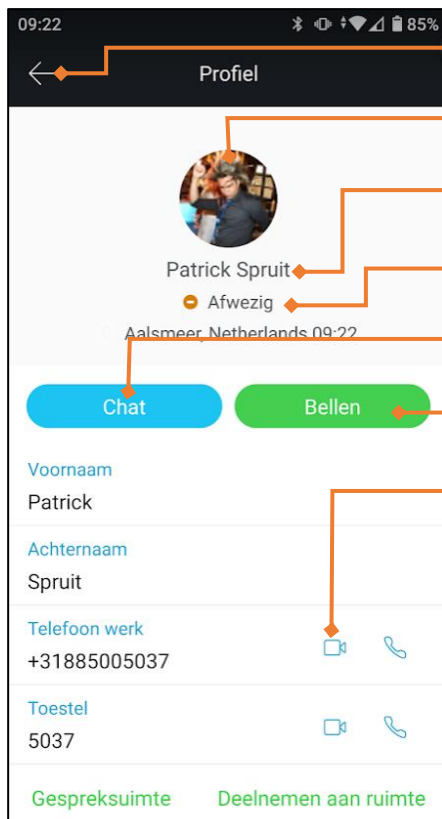 09:22 85%
Profiel
Patrick Spruit
Afwezig
Aalsmeer, Netherlands 09:22
Chat Bellen
Voornaam
Patrick
Achternaam
Spruit
Telefoon werk
+31885005037
Toestel
5037
Gespreksuimte Deelnemen aan ruimte